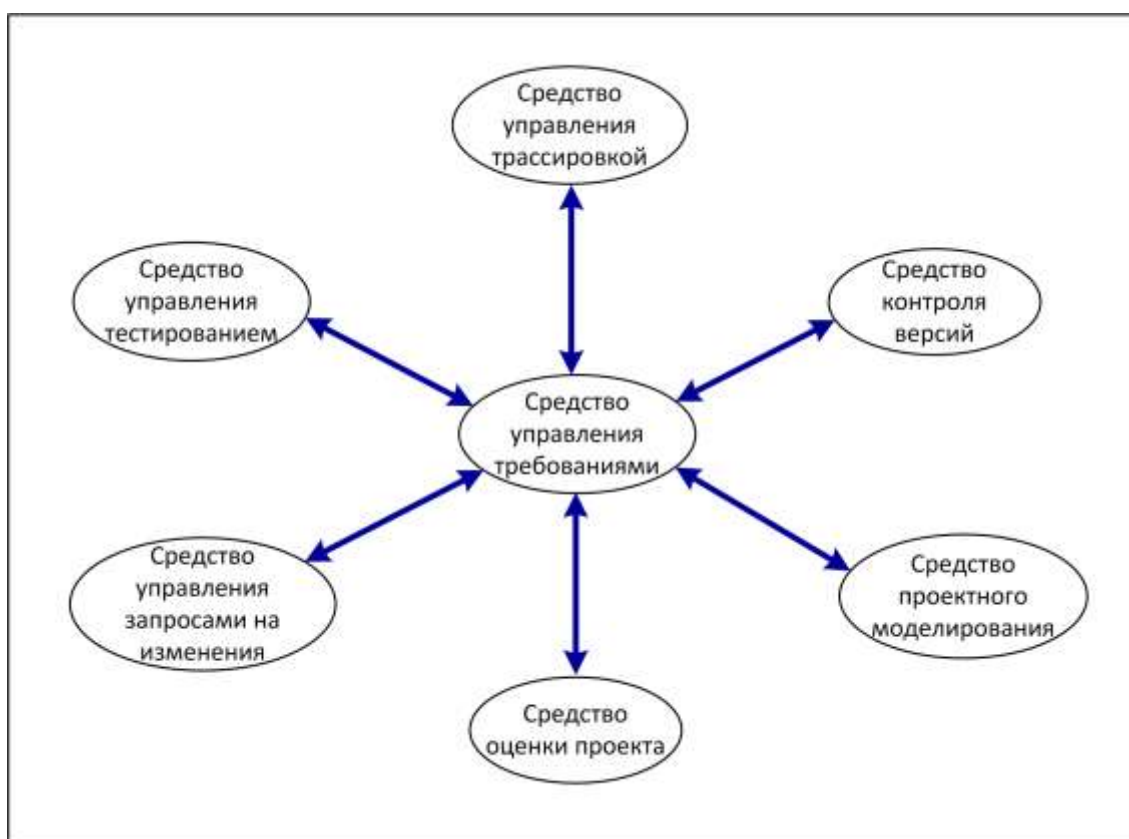 Средство
управления
трассировкой
Средство
управления
тестированием
Средство
контроля
версий
Средство
управления
требованиями
Средство
управления
запросами на
изменения
Средство
проектного
моделирования
Средство
оценки проекта